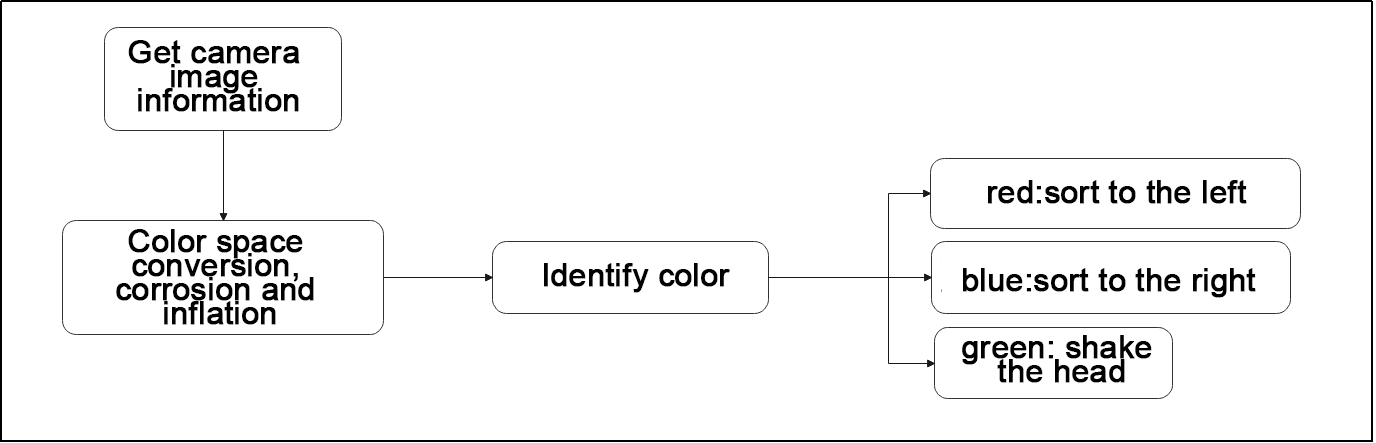 Get camera
image
information
Color space
conversion,
corrosion and
inflation
Identify color
red:sort to the left
blue:sort to the right
green: shake
the head